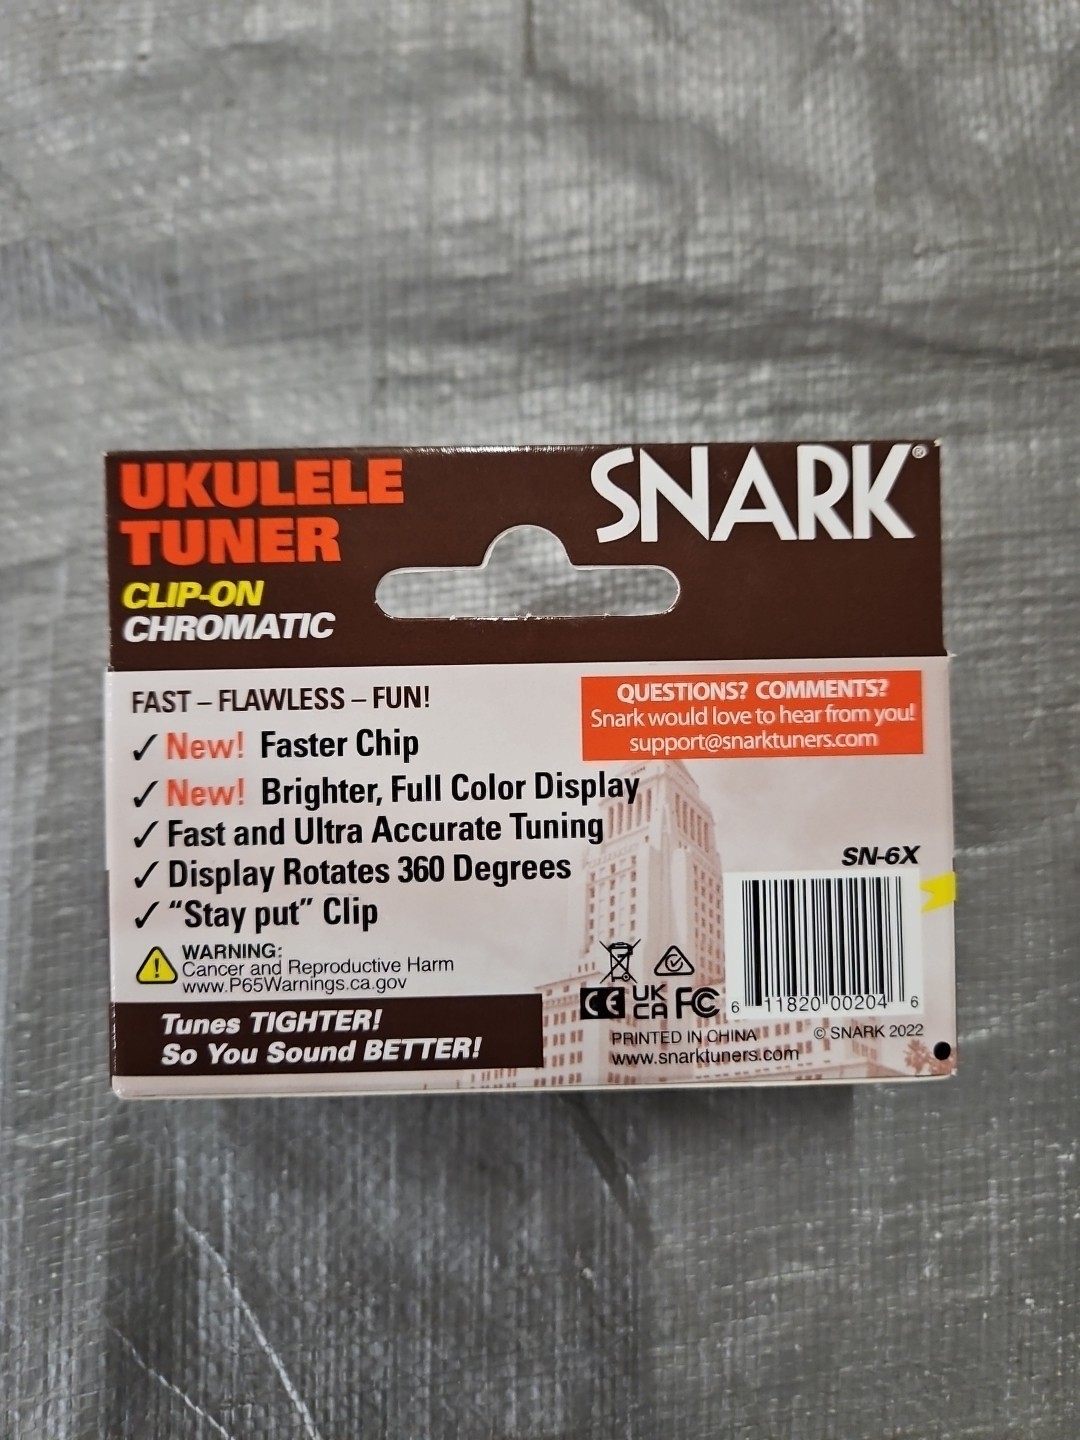 UKULELE
TUNER
CLIP-ON
CHROMATIC
SNARK®
FAST – FLAWLESS – FUN!
✓ New! Faster Chip
✓ New! Brighter, Full Color Display
✓ Fast and Ultra Accurate Tuning
✓ Display Rotates 360 Degrees
✓ "Stay put" Clip
QUESTIONS? COMMENTS?
Snark would love to hear from you!
support@snarktuners.com
WARNING:
Cancer and Reproductive Harm
www.P65Warnings.ca.gov
Tunes TIGHTER!
So You Sound BETTER!
SN-6X
CE UK CA FC
6 11820 00204 6
PRINTED IN CHINA
© SNARK 2022
www.snarktuners.com